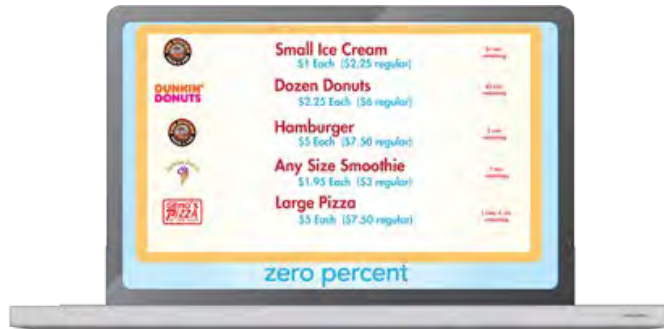 Small Ice Cream
$1 Each ($2.25 regular)
DUNKIN'
DONUTS
Dozen Donuts
$2.25 Each ($6 regular)
Hamburger
$5 Each ($7.50 regular)
Any Size Smoothie
$1.95 Each ($3 regular)
PIZZA
Large Pizza
$5 Each ($7.50 regular)
zero percent